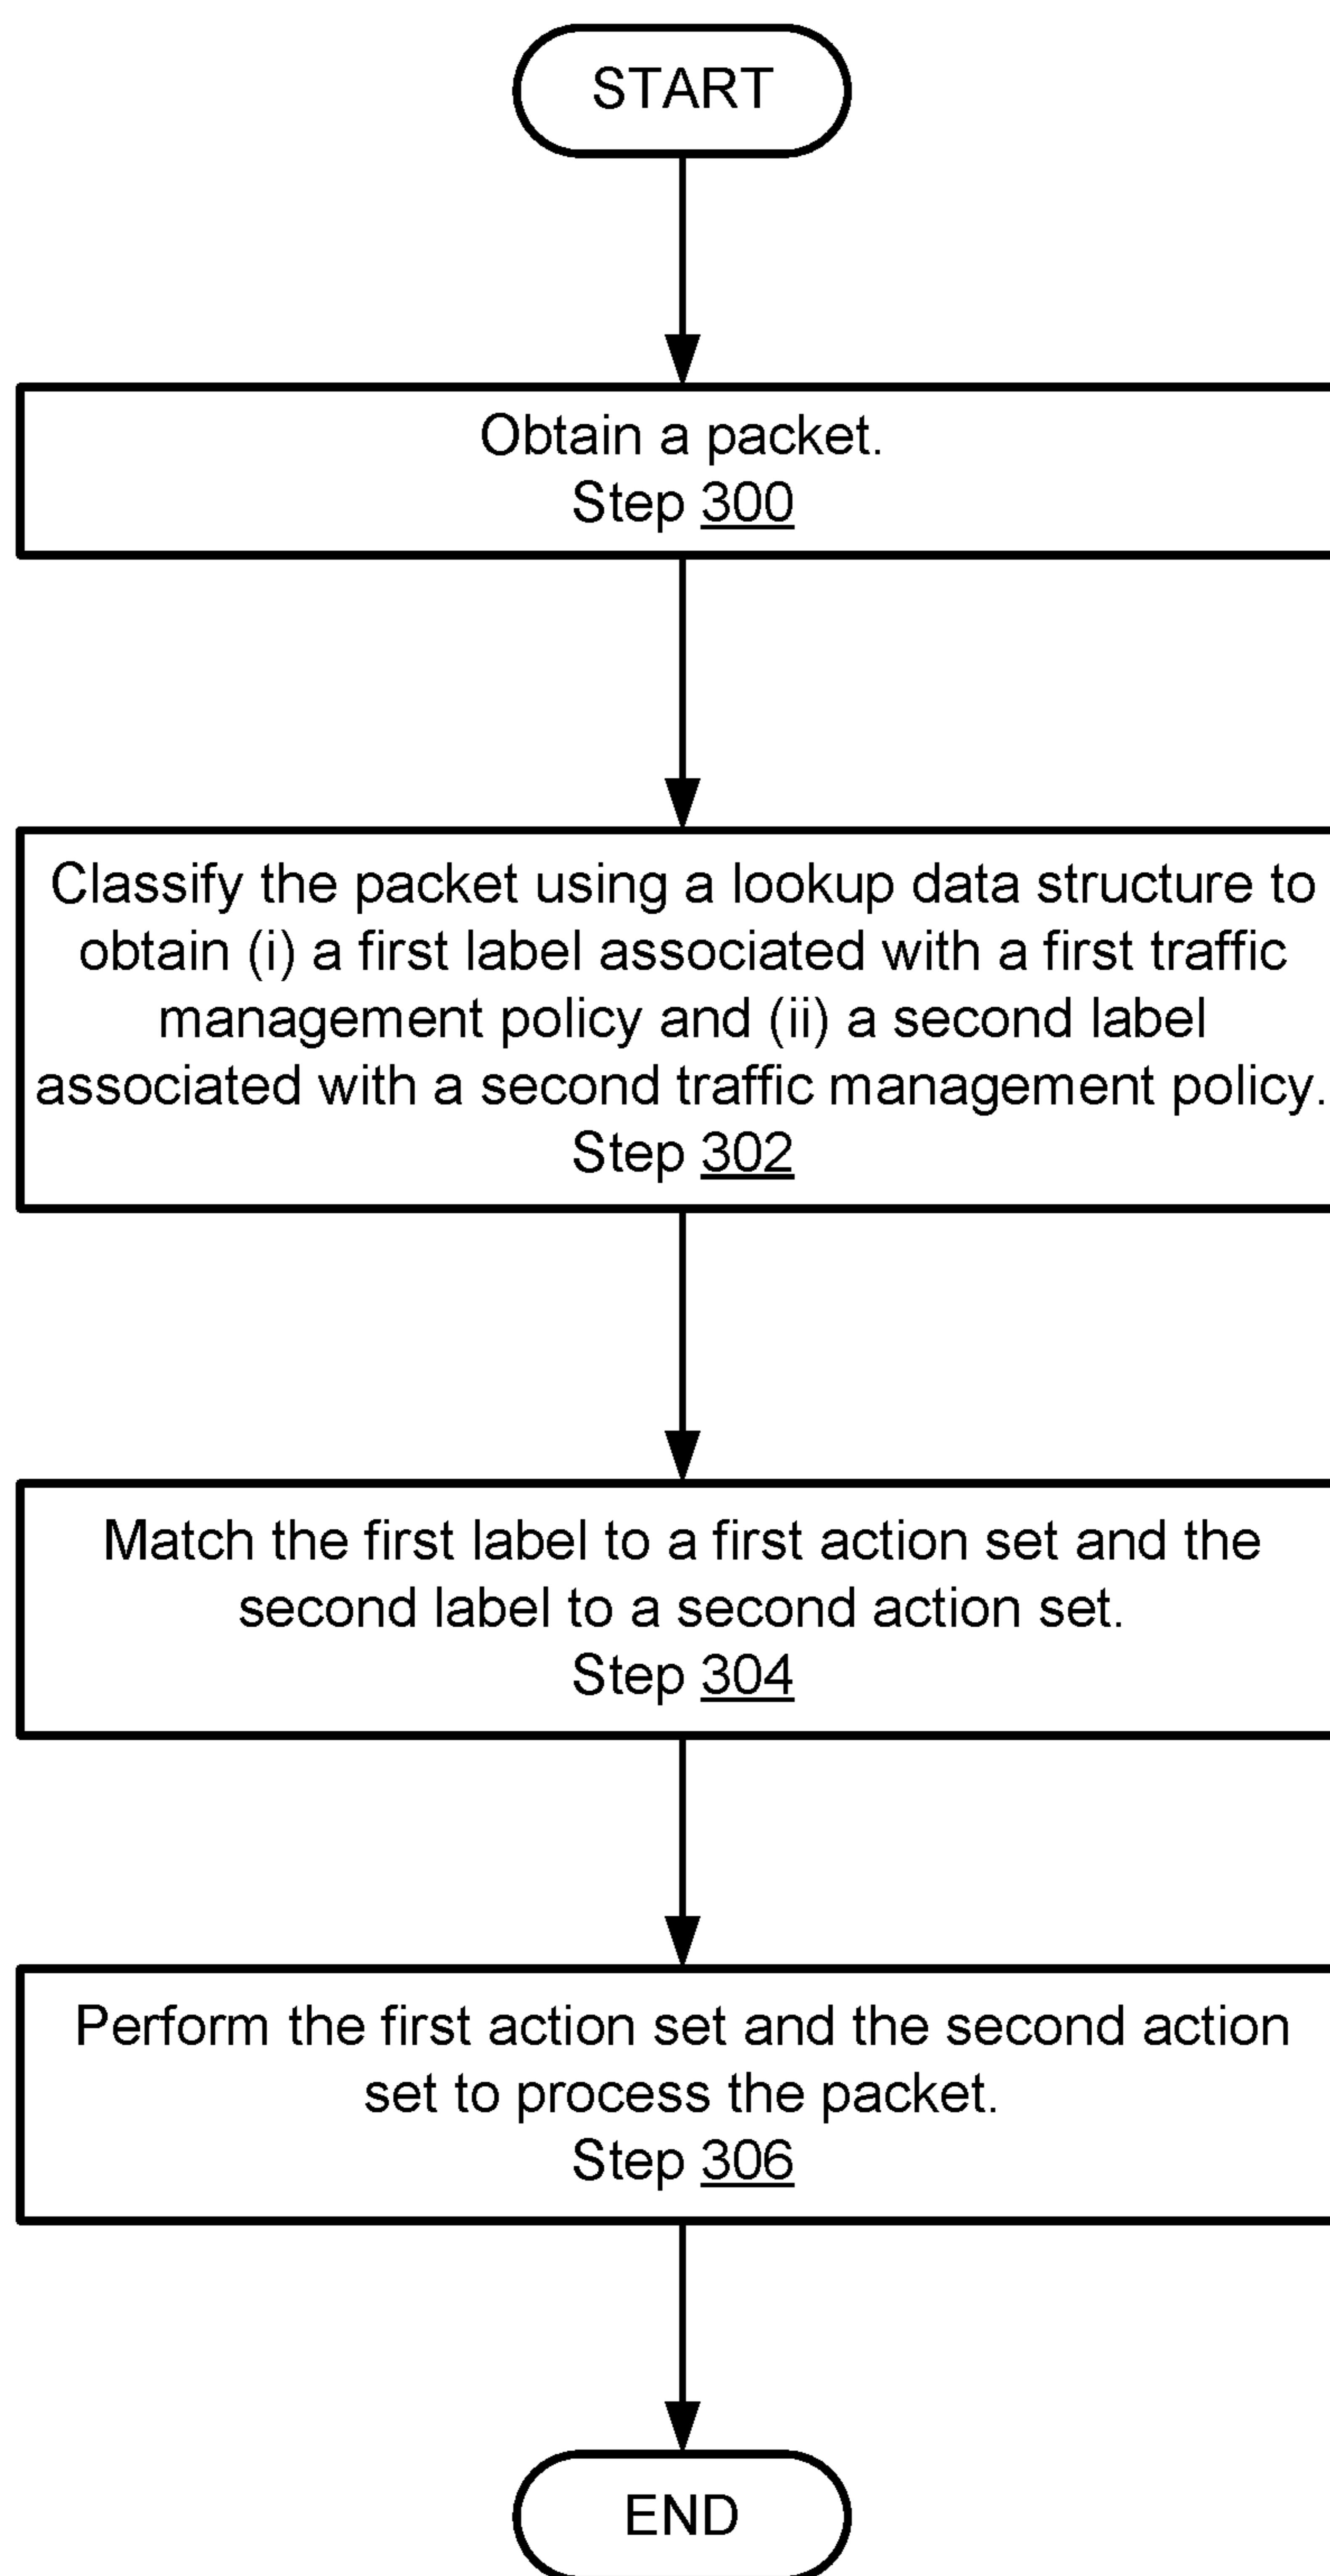 START
Obtain a packet.
Step 300
Classify the packet using a lookup data structure to
obtain (i) a first label associated with a first traffic
management policy and (ii) a second label
associated with a second traffic management policy.
Step 302
Match the first label to a first action set and the
second label to a second action set.
Step 304
Perform the first action set and the second action
set to process the packet.
Step 306
END